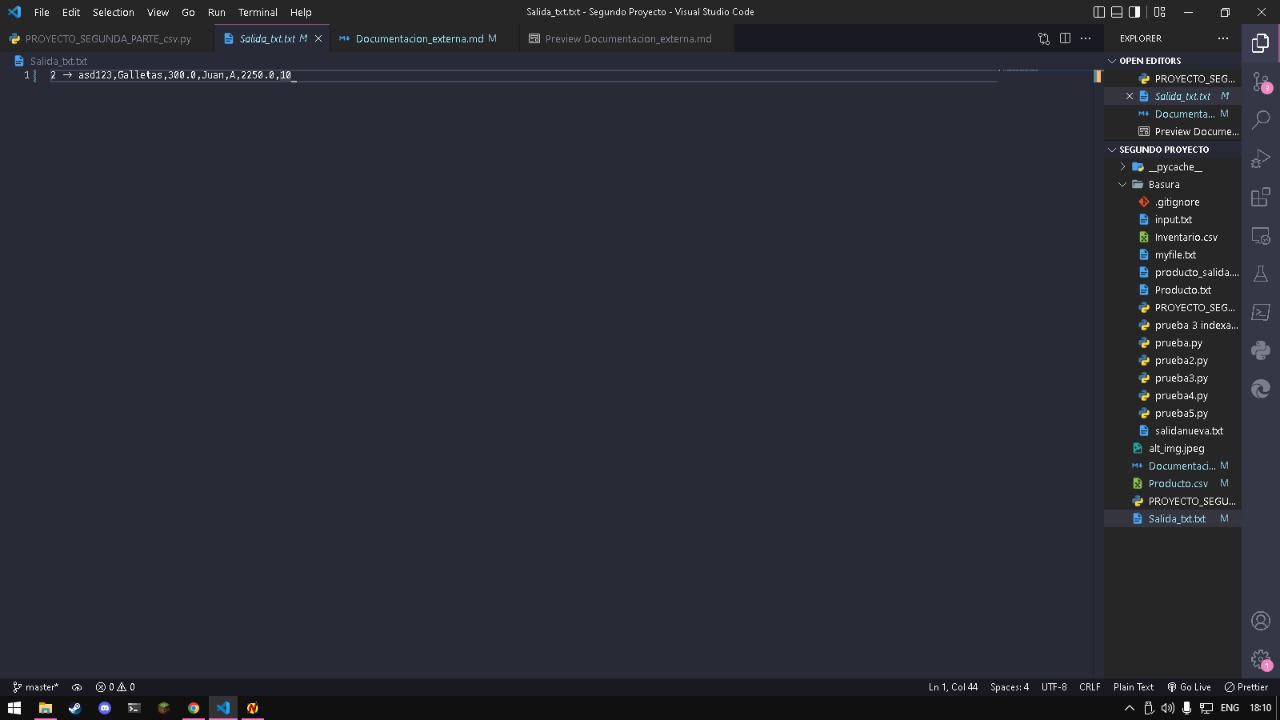 File Edit Selection View Go Run Terminal Help
Salida_txt.txt - Segundo Proyecto - Visual Studio Code
PROYECTO_SEGUNDA_PARTE_csv.py
Salida_txt.txt M
Documentacion_externa.md M
Preview Documentacion_externa.md
Salida_txt.txt
1 2 -> asd123,Galletas,300.0,Juan,A,2250.0,10
EXPLORER
OPEN EDITORS
PROYECTO_SEG...
Salida_txt.txt M
Documenta... M
Preview Docume...
SEGUNDO PROYECTO
__pycache__
Basura
.gitignore
input.txt
Inventario.csv
myfile.txt
producto_salida....
Producto.txt
PROYECTO_SEG...
prueba 3 indexa...
prueba.py
prueba2.py
prueba3.py
prueba4.py
prueba5.py
salidanueva.txt
alt_img.jpeg
Documentaci... M
Producto.csv M
PROYECTO_SEGU...
Salida_txt.txt M
3
1
master* 0 0
Ln 1, Col 44 Spaces: 4 UTF-8 CRLF Plain Text Go Live Prettier
ENG 18:10